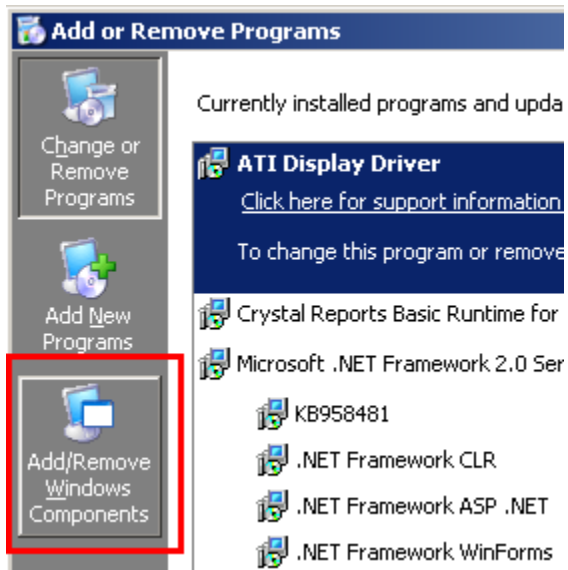 Add or Remove Programs
Change or
Remove
Programs
Add New
Programs
Add/Remove
Windows
Components
Currently installed programs and upda
ATI Display Driver
Click here for support information
To change this program or remove
Crystal Reports Basic Runtime for
Microsoft .NET Framework 2.0 Ser
KB958481
.NET Framework CLR
.NET Framework ASP .NET
.NET Framework WinForms